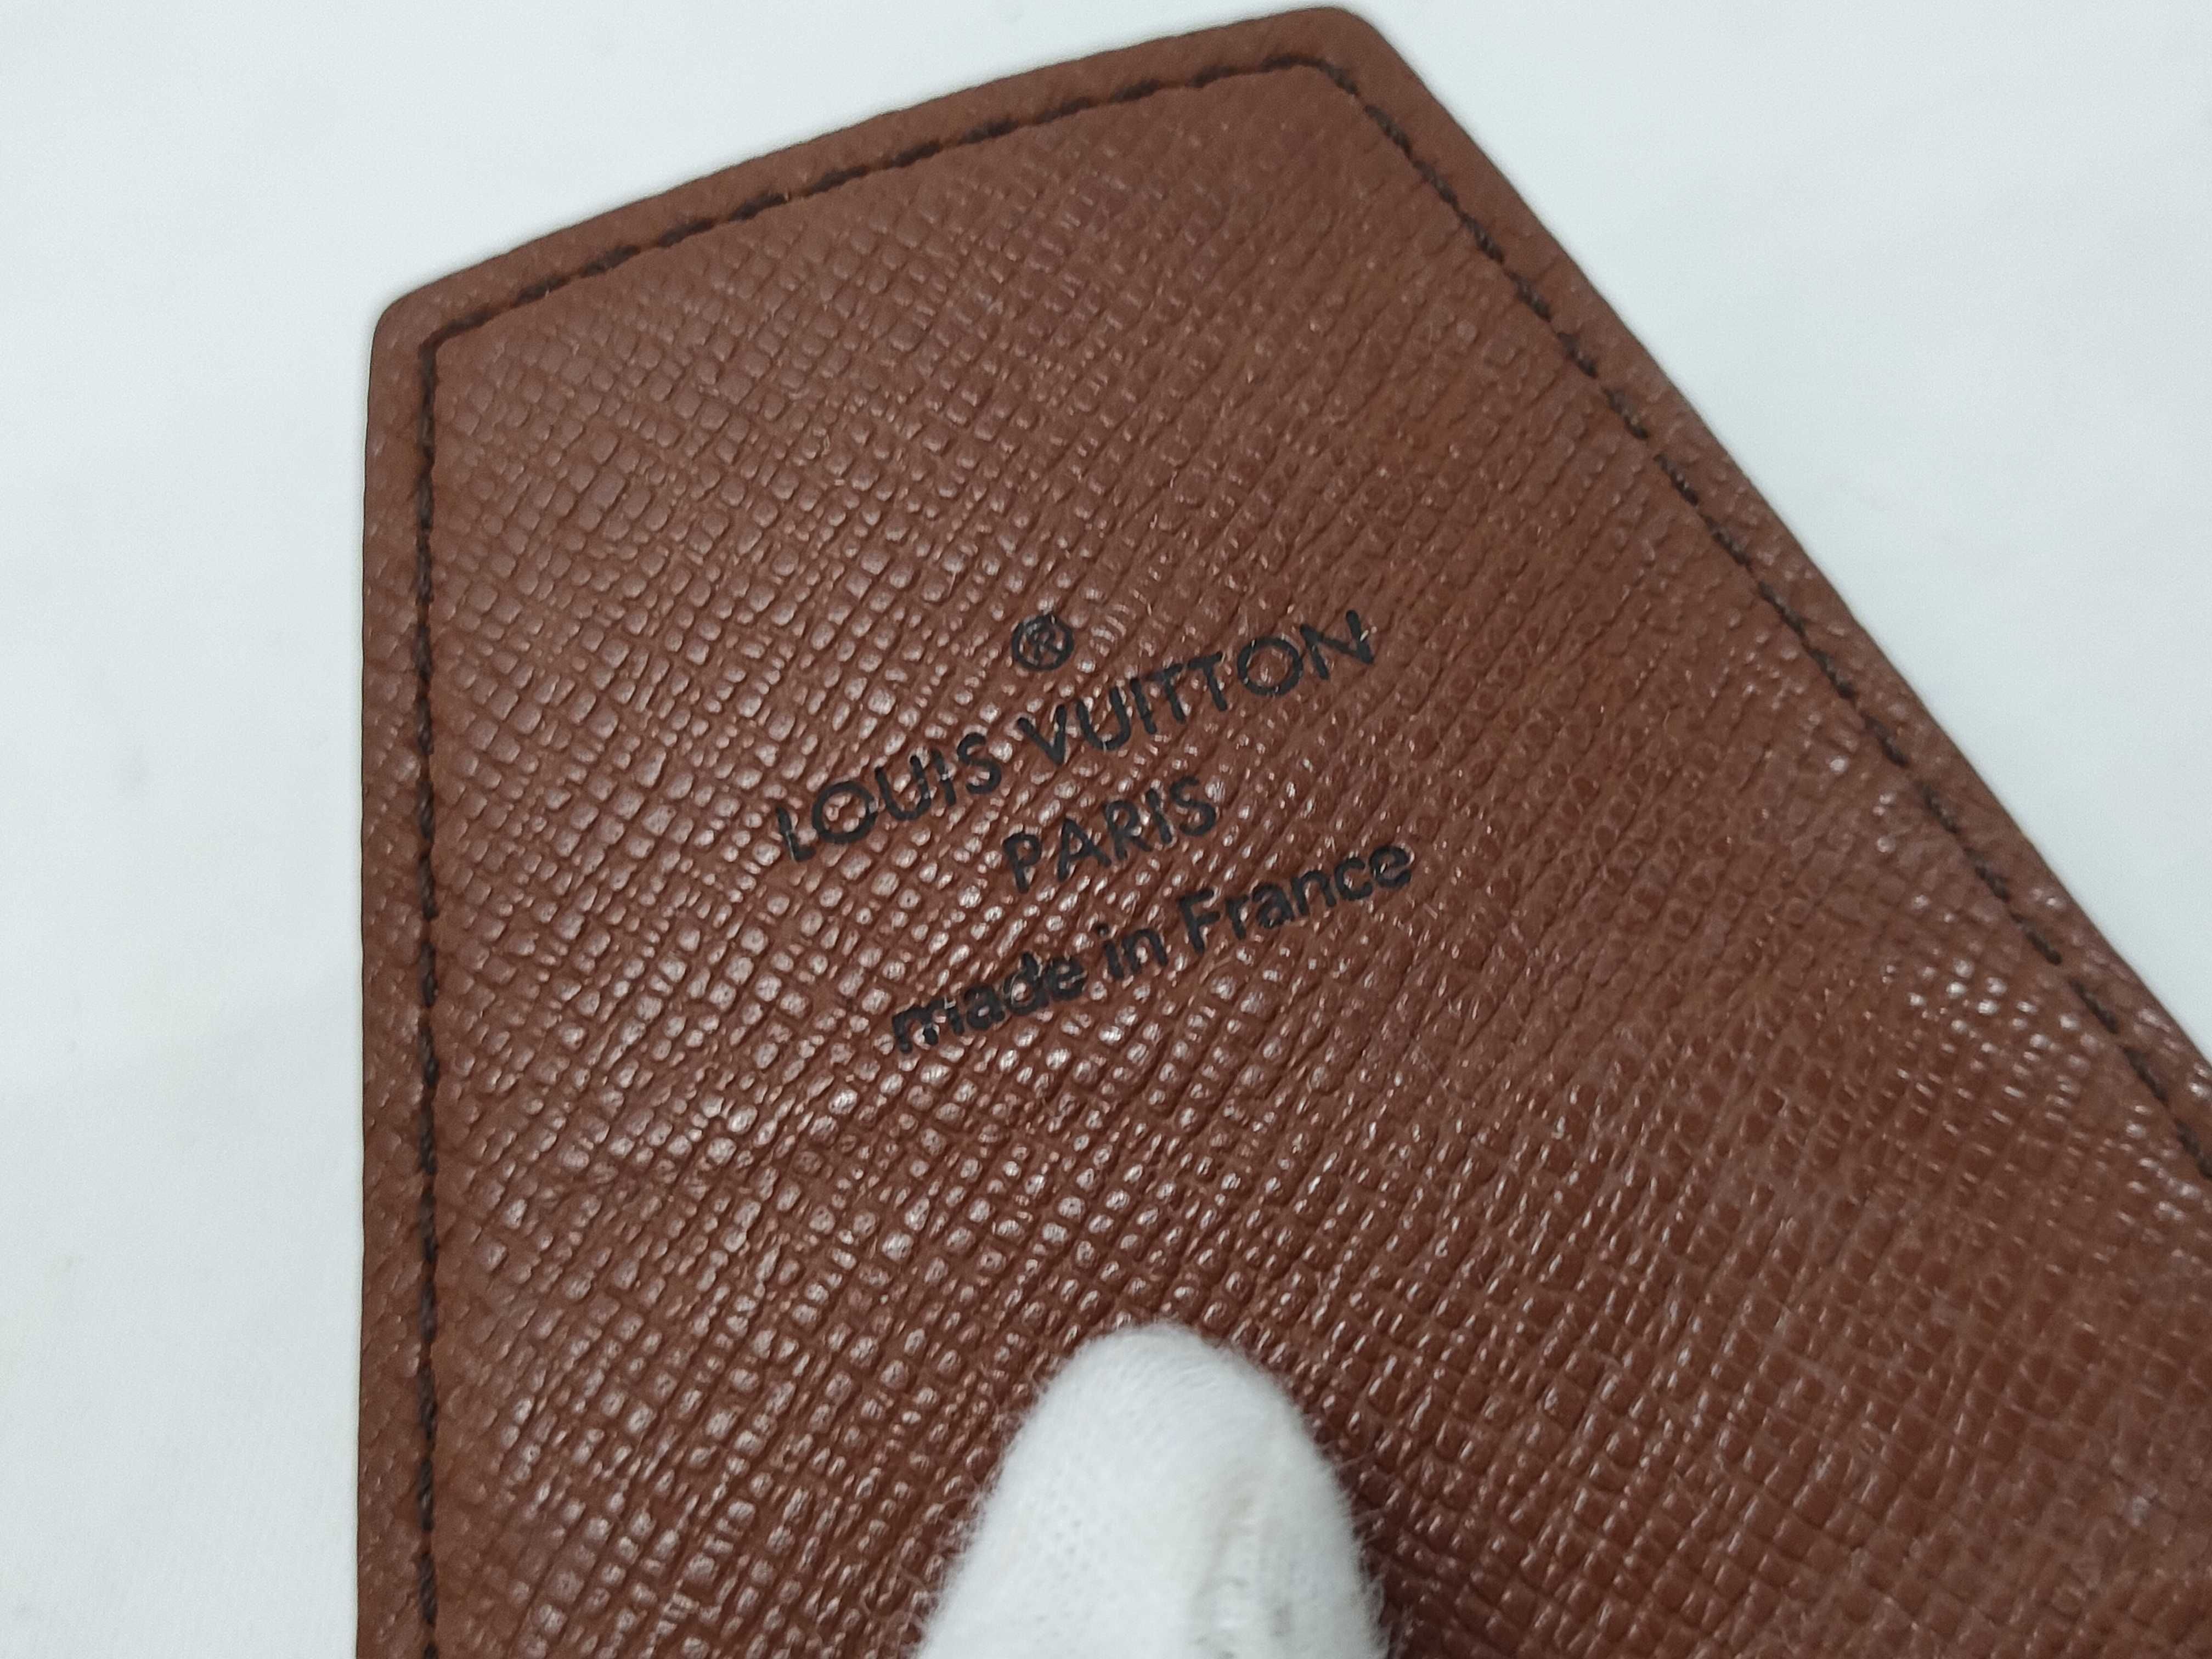 ®
LOUIS VUITTON
PARIS
made in France